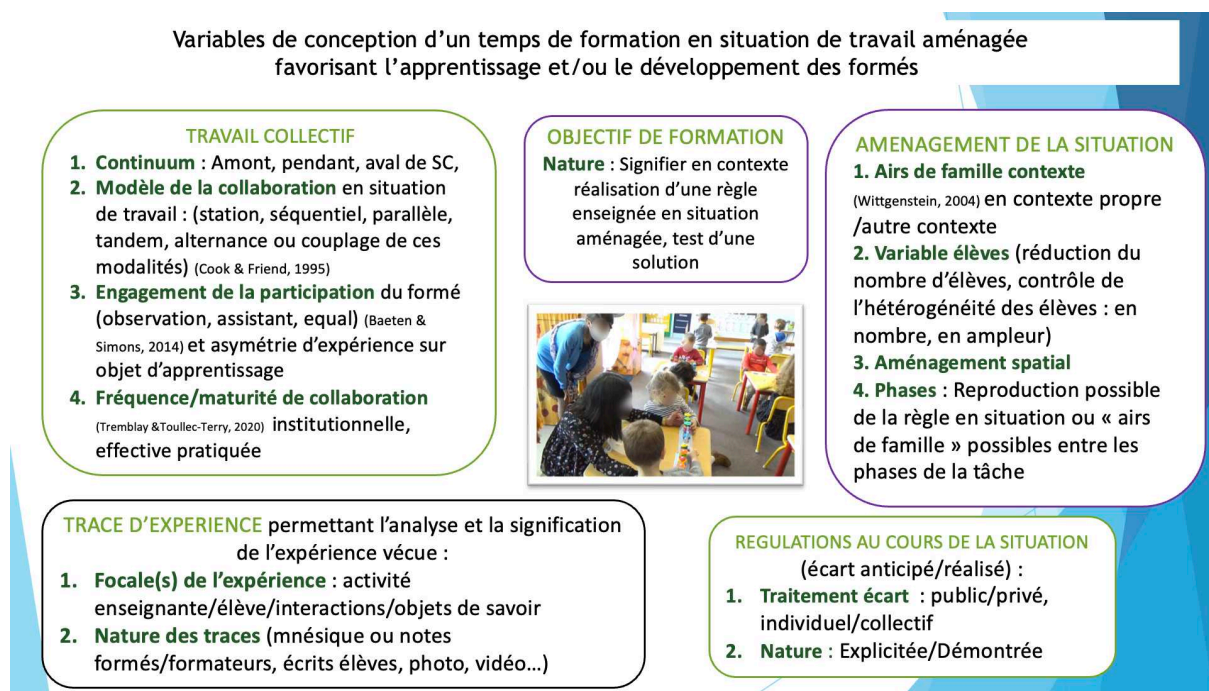 Variables de conception d’un temps de formation en situation de travail aménagée
favorisant l’apprentissage et/ou le développement des formés
TRAVAIL COLLECTIF
1. Continuum : Amont, pendant, aval de SC,
2. Modèle de la collaboration en situation
de travail : (station, séquentiel, parallèle,
tandem, alternance ou couplage de ces
modalités) (Cook & Friend, 1995)
3. Engagement de la participation du formé
(observation, assistant, equal) (Baeten &
Simons, 2014) et asymétrie d’expérience sur
objet d’apprentissage
4. Fréquence/maturité de collaboration
(Tremblay &Toullec-Terry, 2020) institutionnelle,
effective pratiquée
OBJECTIF DE FORMATION
Nature : Signifier en contexte
réalisation d’une règle
enseignée en situation
aménagée, test d’une
solution
AMENAGEMENT DE LA SITUATION
1. Airs de famille contexte
(Wittgenstein, 2004) en contexte propre
/autre contexte
2. Variable élèves (réduction du
nombre d’élèves, contrôle de
l’hétérogénéité des élèves : en
nombre, en ampleur)
3. Aménagement spatial
4. Phases : Reproduction possible
de la règle en situation ou « airs
de famille » possibles entre les
phases de la tâche
TRACE D’EXPERIENCE permettant l’analyse et la signification
de l’expérience vécue :
1. Focale(s) de l’expérience : activité
enseignante/élève/interactions/objets de savoir
2. Nature des traces (mnésique ou notes
formés/formateurs, écrits élèves, photo, vidéo…)
REGULATIONS AU COURS DE LA SITUATION
(écart anticipé/réalisé) :
1. Traitement écart : public/privé,
individuel/collectif
2. Nature : Explicitée/Démontrée